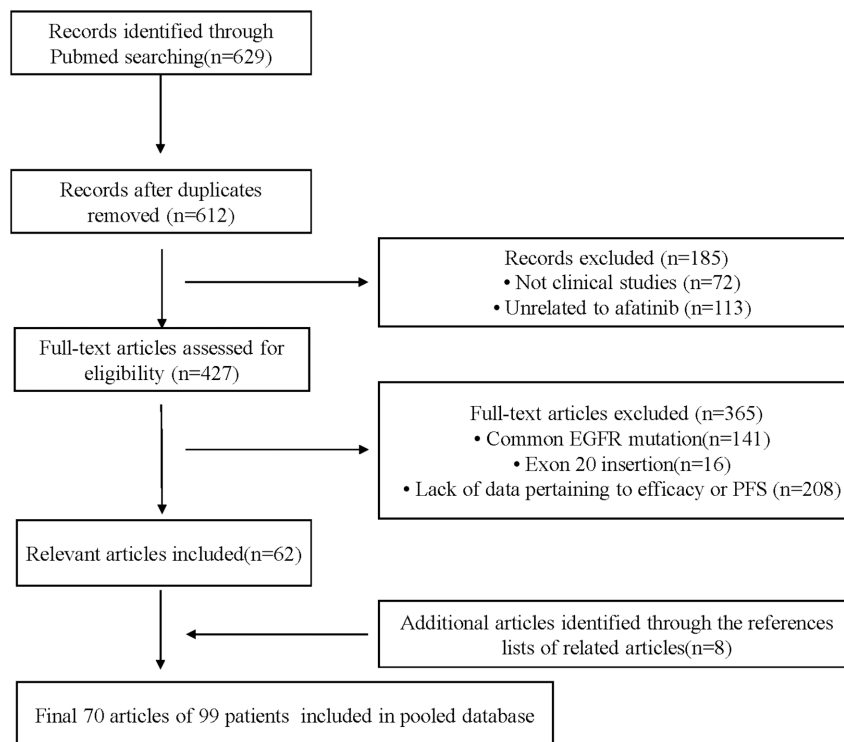 Records identified through
Pubmed searching(n=629)
Records after duplicates
removed (n=612)
Records excluded (n=185)
• Not clinical studies (n=72)
• Unrelated to afatinib (n=113)
Full-text articles assessed for
eligibility (n=427)
Full-text articles excluded (n=365)
• Common EGFR mutation(n=141)
• Exon 20 insertion(n=16)
• Lack of data pertaining to efficacy or PFS (n=208)
Relevant articles included(n=62)
Additional articles identified through the references
lists of related articles(n=8)
Final 70 articles of 99 patients included in pooled database